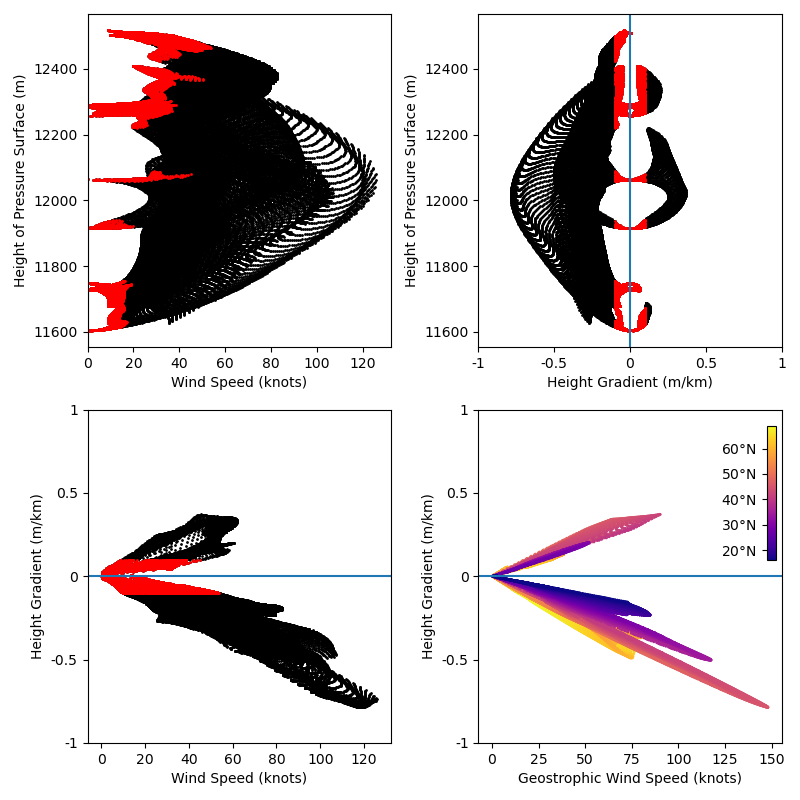 12400
12200
12000
11800
11600
Height of Pressure Surface (m)
0 20 40 60 80 100 120
Wind Speed (knots)
12400
12200
12000
11800
11600
Height of Pressure Surface (m)
-1 -0.5 0 0.5 1
Height Gradient (m/km)
1
0.5
0
-0.5
-1
Height Gradient (m/km)
0 20 40 60 80 100 120
Wind Speed (knots)
1
0.5
0
-0.5
-1
Height Gradient (m/km)
60°N
50°N
40°N
30°N
20°N
0 25 50 75 100 125 150
Geostrophic Wind Speed (knots)